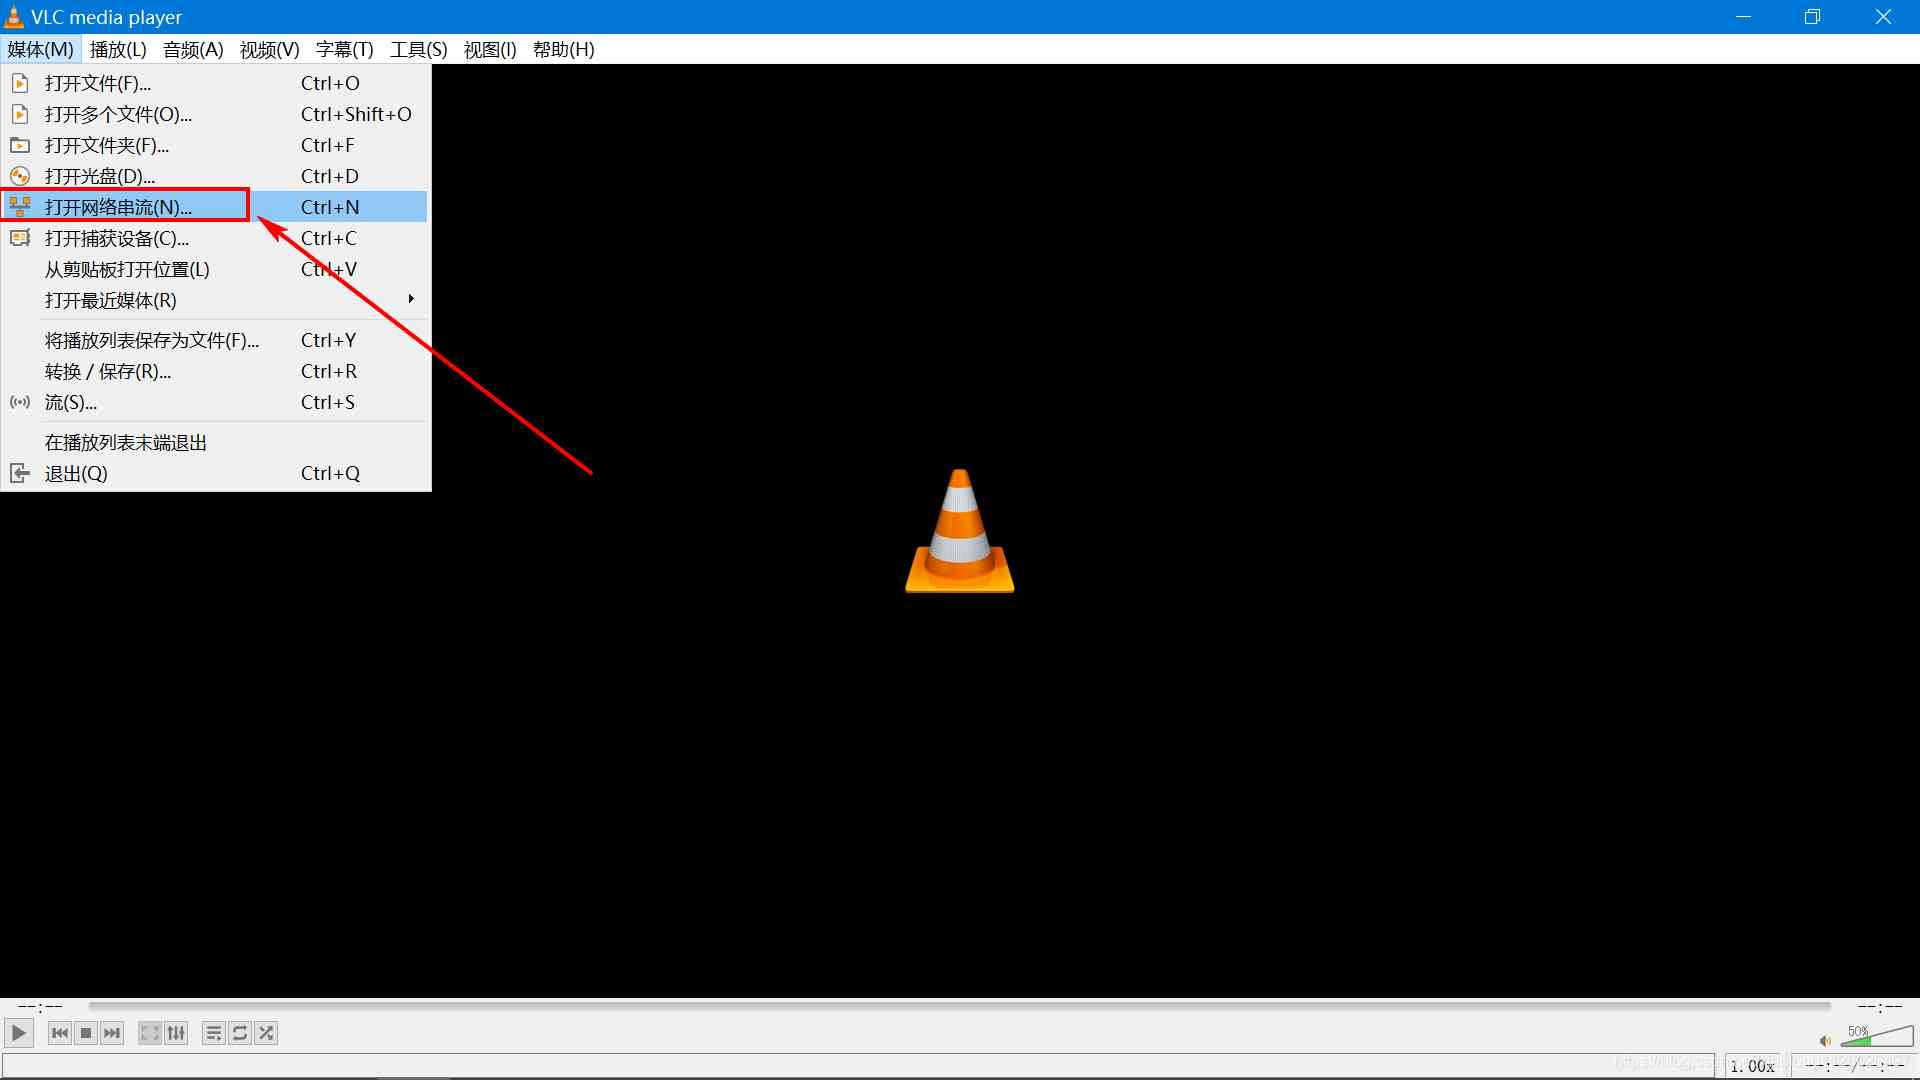 VLC media player
媒体(M) 播放(L) 音频(A) 视频(V) 字幕(T) 工具(S) 视图(I) 帮助(H)
打开文件(F)... Ctrl+O
打开多个文件(O)... Ctrl+Shift+O
打开文件夹(F)... Ctrl+F
打开光盘(D)... Ctrl+D
打开网络串流(N)... Ctrl+N
打开捕获设备(C)... Ctrl+C
从剪贴板打开位置(L) Ctrl+V
打开最近媒体(R)
将播放列表保存为文件(F)... Ctrl+Y
转换 / 保存(R)... Ctrl+R
流(S)... Ctrl+S
在播放列表末端退出
退出(Q) Ctrl+Q
--:-- --:--
50%
1.00x --:--/--:--